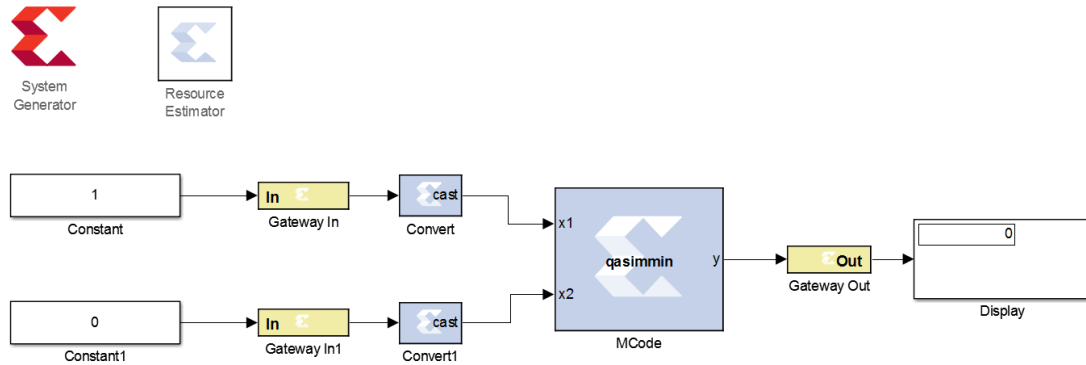 System
Generator
Resource
Estimator
1
Constant
In
Gateway In
cast
Convert
x1
x2
qasimmin
y
MCode
Out
Gateway Out
0
Display
0
Constant1
In
Gateway In1
cast
Convert1